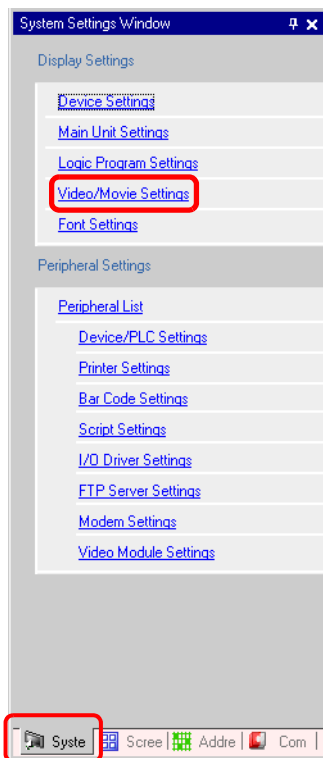 System Settings Window
Display Settings
Device Settings
Main Unit Settings
Logic Program Settings
Video/Movie Settings
Font Settings
Peripheral Settings
Peripheral List
Device/PLC Settings
Printer Settings
Bar Code Settings
Script Settings
I/O Driver Settings
FTP Server Settings
Modem Settings
Video Module Settings
Syste Scree Addre Com